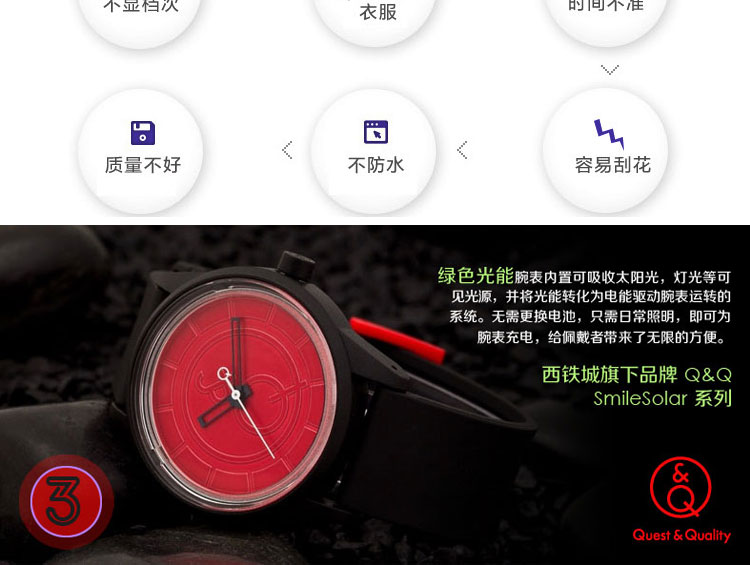 不显档次
衣服
时间不准
质量不好
不防水
容易刮花
绿色光能腕表内置可吸收太阳光，灯光等可
见光源，并将光能转化为电能驱动腕表运转的
系统。无需更换电池，只需日常照明，即可为
腕表充电，给佩戴者带来了无限的方便。
西铁城旗下品牌 Q&Q
SmileSolar 系列
3
&
Q
Quest & Quality